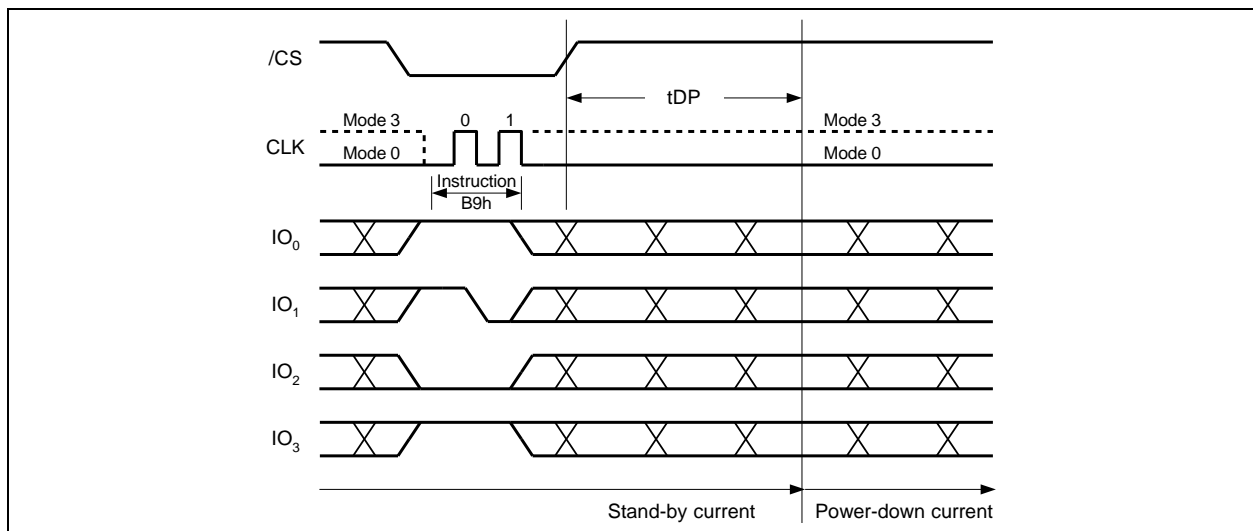 /CS
tDP
Mode 3 0 1 Mode 3
CLK
Mode 0 Mode 0
Instruction
B9h
IO0
IO1
IO2
IO3
Stand-by current Power-down current